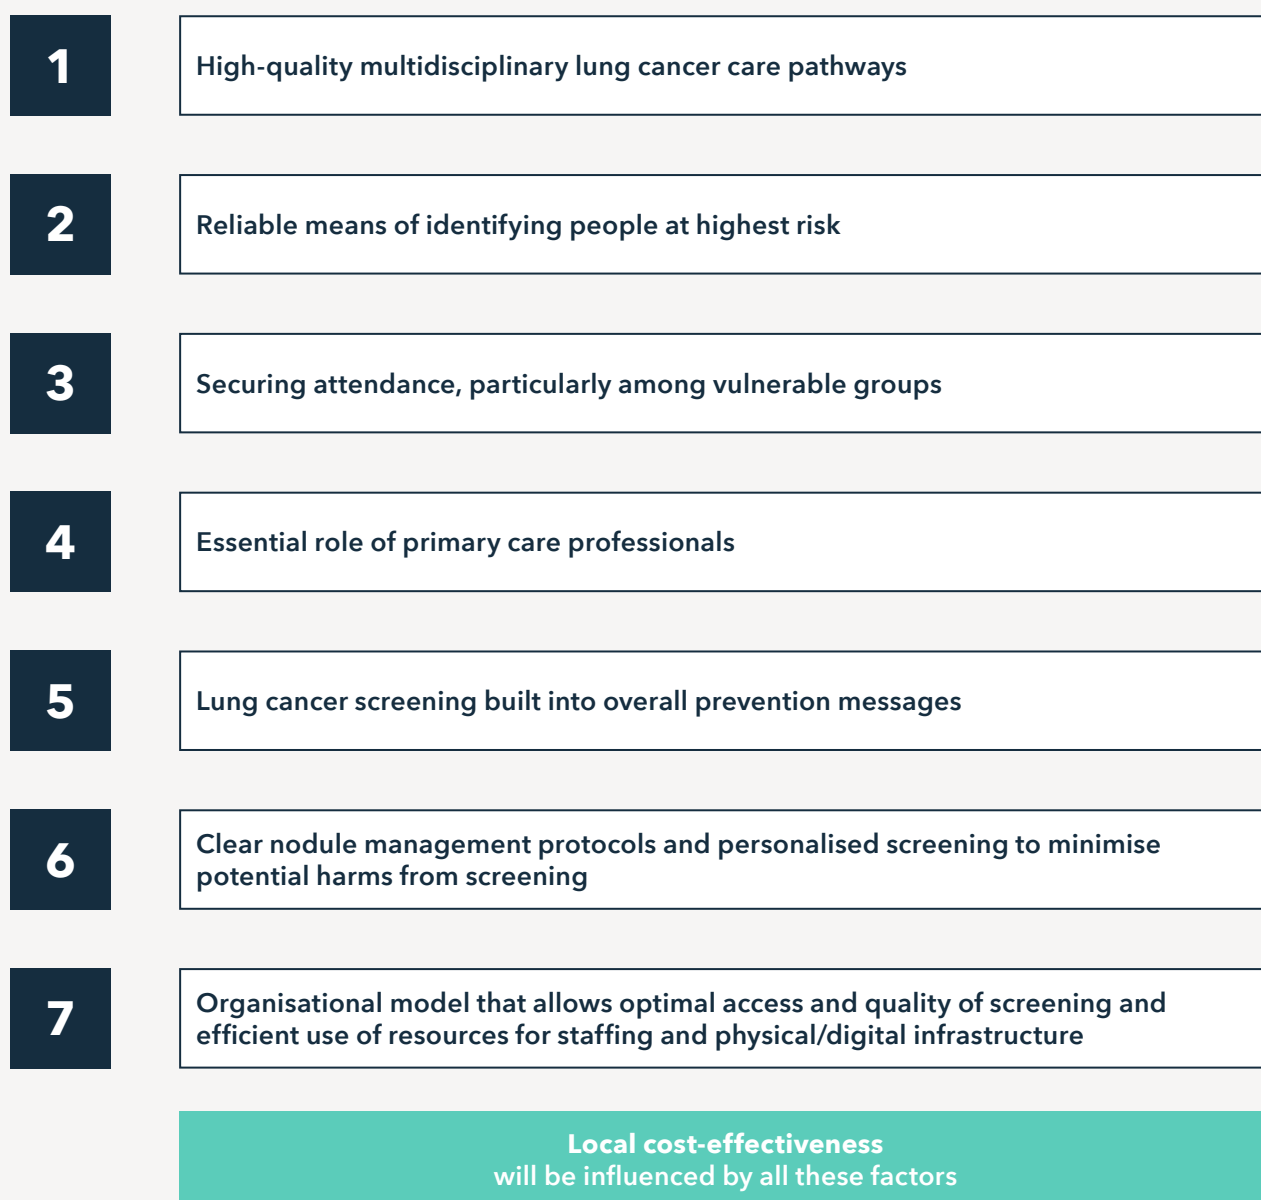 1
High-quality multidisciplinary lung cancer care pathways
2
Reliable means of identifying people at highest risk
3
Securing attendance, particularly among vulnerable groups
4
Essential role of primary care professionals
5
Lung cancer screening built into overall prevention messages
6
Clear nodule management protocols and personalised screening to minimise
potential harms from screening
7
Organisational model that allows optimal access and quality of screening and
efficient use of resources for staffing and physical/digital infrastructure
Local cost-effectiveness
will be influenced by all these factors